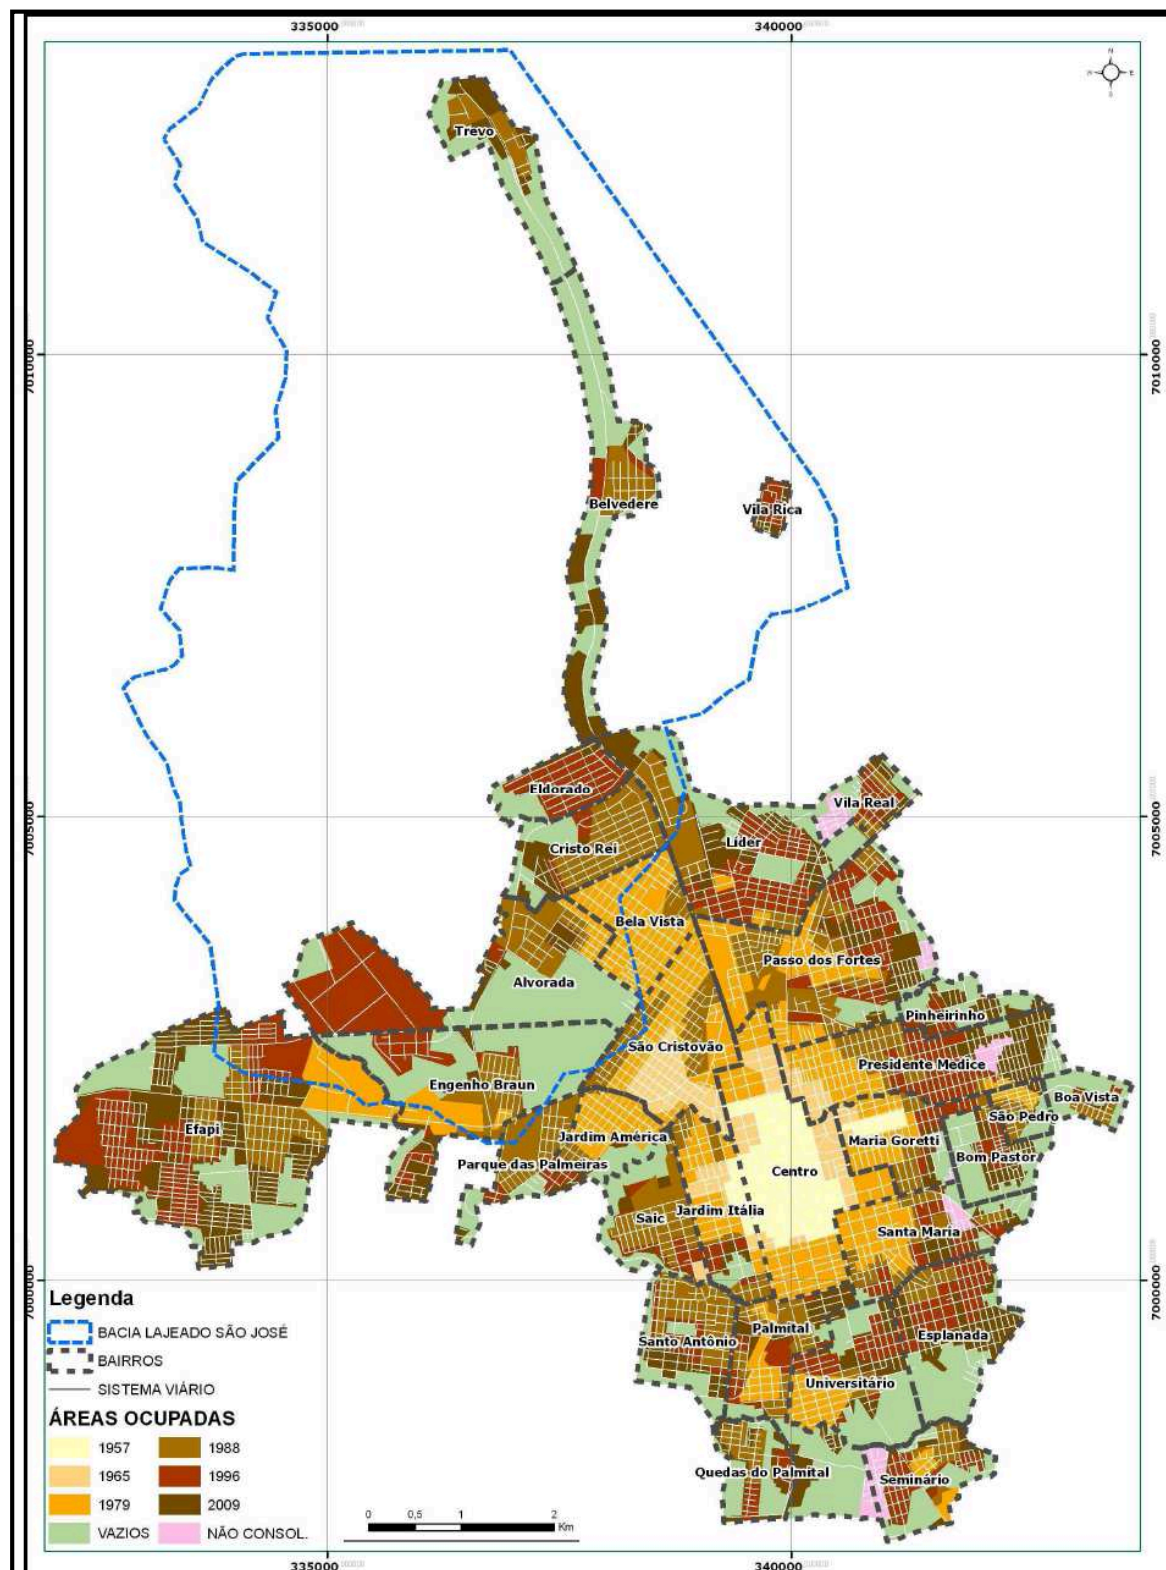 335000
340000
N
E
S
Trevo
7010000
7010000
Belvedere
Vila Rica
Eldorado
Vila Real
7005000
7005000
Cristo Rei
Líder
Bela Vista
Passo dos Fortes
Alvorada
Pinheirinho
São Cristovão
Presidente Medice
Engenho Braun
Boa Vista
São Pedro
Efapi
Jardim América
Maria Goretti
Bom Pastor
Parque das Palmeiras
Centro
Saic
Jardim Itália
Santa Maria
7000000
7000000
Palmital
Esplanada
Santo Antônio
Universitário
Quedas do Palmital
Seminário
Legenda
BACIA LAJEADO SÃO JOSÉ
BAIRROS
SISTEMA VIÁRIO
ÁREAS OCUPADAS
1957
1988
1965
1996
1979
2009
VAZIOS
NÃO CONSOL.
0 0,5 1 2
Km
335000
340000